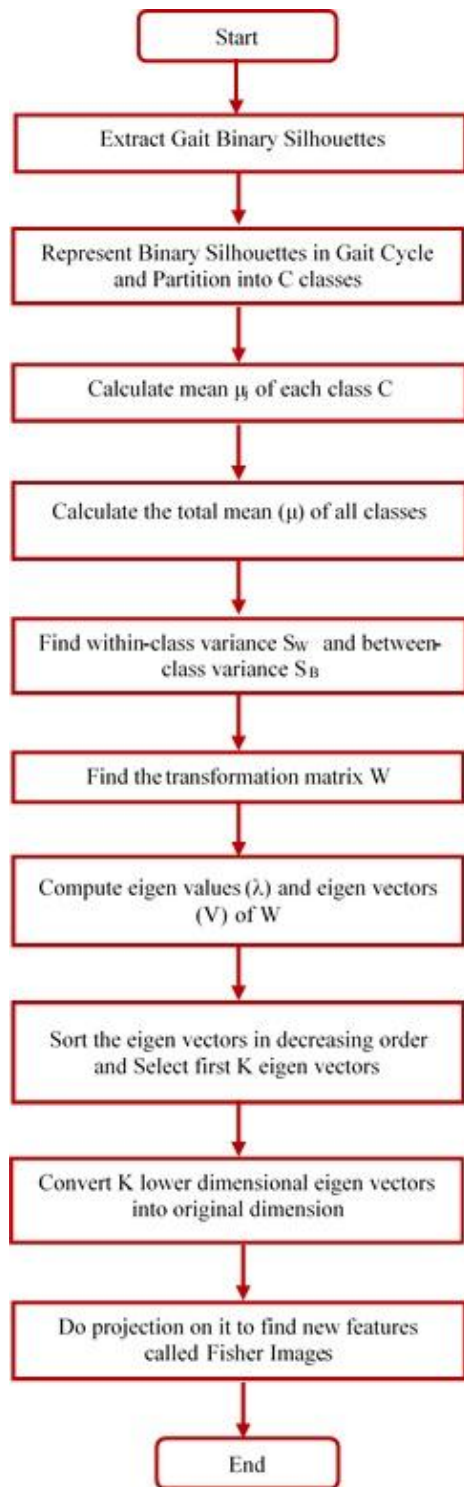 Start
Extract Gait Binary Silhouettes
Represent Binary Silhouettes in Gait Cycle
and Partition into C classes
Calculate mean μj of each class C
Calculate the total mean (μ) of all classes
Find within-class variance SW and between-
class variance SB
Find the transformation matrix W
Compute eigen values (λ) and eigen vectors
(V) of W
Sort the eigen vectors in decreasing order
and Select first K eigen vectors
Convert K lower dimensional eigen vectors
into original dimension
Do projection on it to find new features
called Fisher Images
End